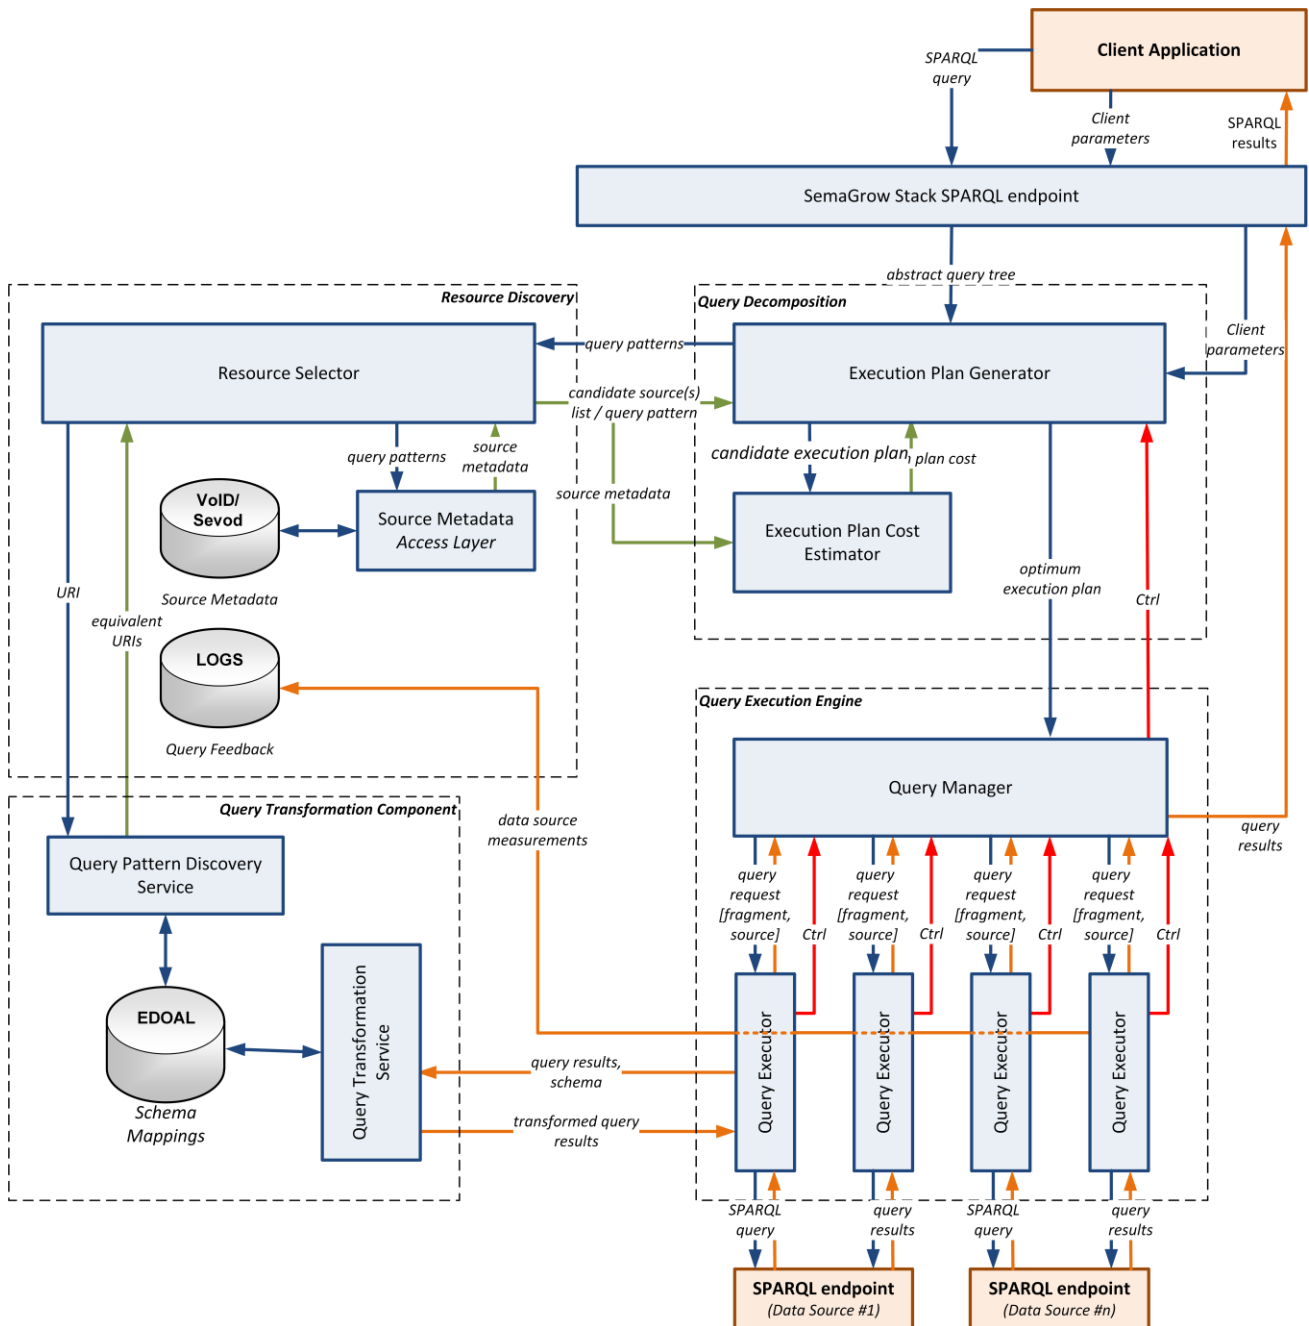 Client Application
SPARQL
query
Client
parameters
SPARQL
results
SemaGrow Stack SPARQL endpoint
abstract query tree
Resource Discovery
Query Decomposition
Client
parameters
Resource Selector
query patterns
Execution Plan Generator
candidate source(s)
list / query pattern
query patterns
source
metadata
candidate execution plan
plan cost
source metadata
VoID/
Sevod
Source Metadata
Source Metadata
Access Layer
Execution Plan Cost
Estimator
URI
equivalent
URIs
optimum
execution plan
Ctrl
LOGS
Query Feedback
Query Execution Engine
Query Manager
query
results
data source
measurements
Query Transformation Component
Query Pattern Discovery
Service
query
request
[fragment,
source]
Ctrl
query
request
[fragment,
source]
Ctrl
query
request
[fragment,
source]
Ctrl
query
request
[fragment,
source]
Ctrl
EDOAL
Schema
Mappings
Query Transformation
Service
query results,
schema
transformed query
results
Query Executor
Query Executor
Query Executor
Query Executor
SPARQL
query
query
results
SPARQL
query
query
results
SPARQL endpoint
(Data Source #1)
SPARQL endpoint
(Data Source #n)